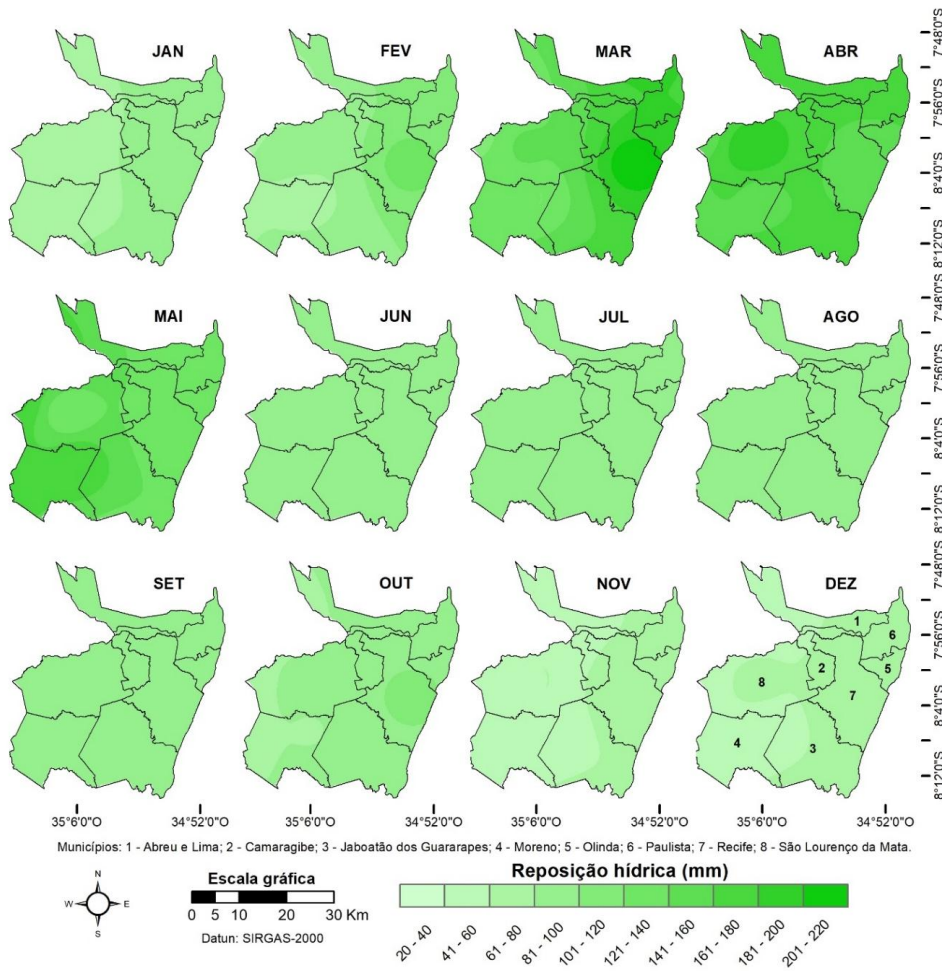 JAN
FEV
MAR
ABR
7°48'0"S
7°56'0"S
8°4'0"S
8°12'0"S
MAI
JUN
JUL
AGO
7°48'0"S
7°56'0"S
8°4'0"S
8°12'0"S
SET
OUT
NOV
DEZ
1
6
2
5
8
7
4
3
7°48'0"S
7°56'0"S
8°4'0"S
8°12'0"S
35°6'0"O 34°52'0"O 35°6'0"O 34°52'0"O 35°6'0"O 34°52'0"O 35°6'0"O 34°52'0"O
Municípios: 1 - Abreu e Lima; 2 - Camaragibe; 3 - Jaboatão dos Guararapes; 4 - Moreno; 5 - Olinda; 6 - Paulista; 7 - Recife; 8 - São Lourenço da Mata.
N
W
E
S
Escala gráfica
0 5 10 20 30 Km
Datun: SIRGAS-2000
Reposição hídrica (mm)
20 - 40
41 - 60
61 - 80
81 - 100
101 - 120
121 - 140
141 - 160
161 - 180
181 - 200
201 - 220